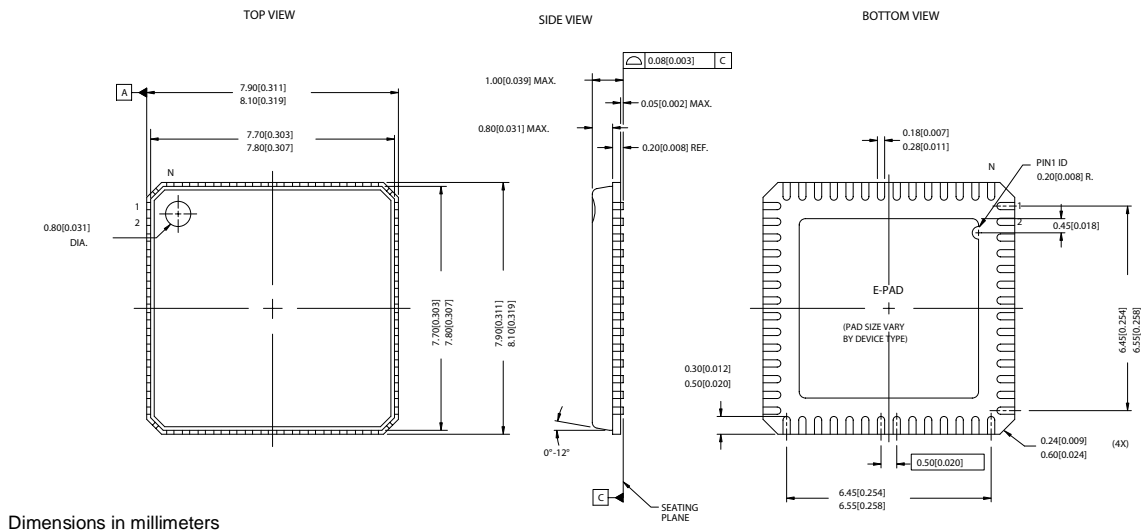 TOP VIEW
SIDE VIEW
BOTTOM VIEW
A
7.90[0.311]
8.10[0.319]
7.70[0.303]
7.80[0.307]
N
1
2
0.80[0.031]
DIA.
7.70[0.303]
7.80[0.307]
7.90[0.311]
8.10[0.319]
0.08[0.003] C
1.00[0.039] MAX.
0.05[0.002] MAX.
0.80[0.031] MAX.
0.20[0.008] REF.
0°-12°
C
SEATING
PLANE
0.18[0.007]
0.28[0.011]
N
PIN1 ID
0.20[0.008] R.
1
2
0.45[0.018]
E-PAD
(PAD SIZE VARY
BY DEVICE TYPE)
6.45[0.254]
6.55[0.258]
0.30[0.012]
0.50[0.020]
0.24[0.009]
0.60[0.024]
(4X)
0.50[0.020]
6.45[0.254]
6.55[0.258]
Dimensions in millimeters